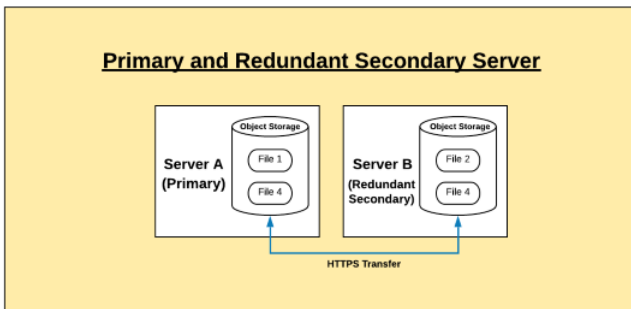 Primary and Redundant Secondary Server
Object Storage
File 1
Server A
(Primary)
File 4
Object Storage
File 2
Server B
(Redundant
Secondary)
File 4
HTTPS Transfer